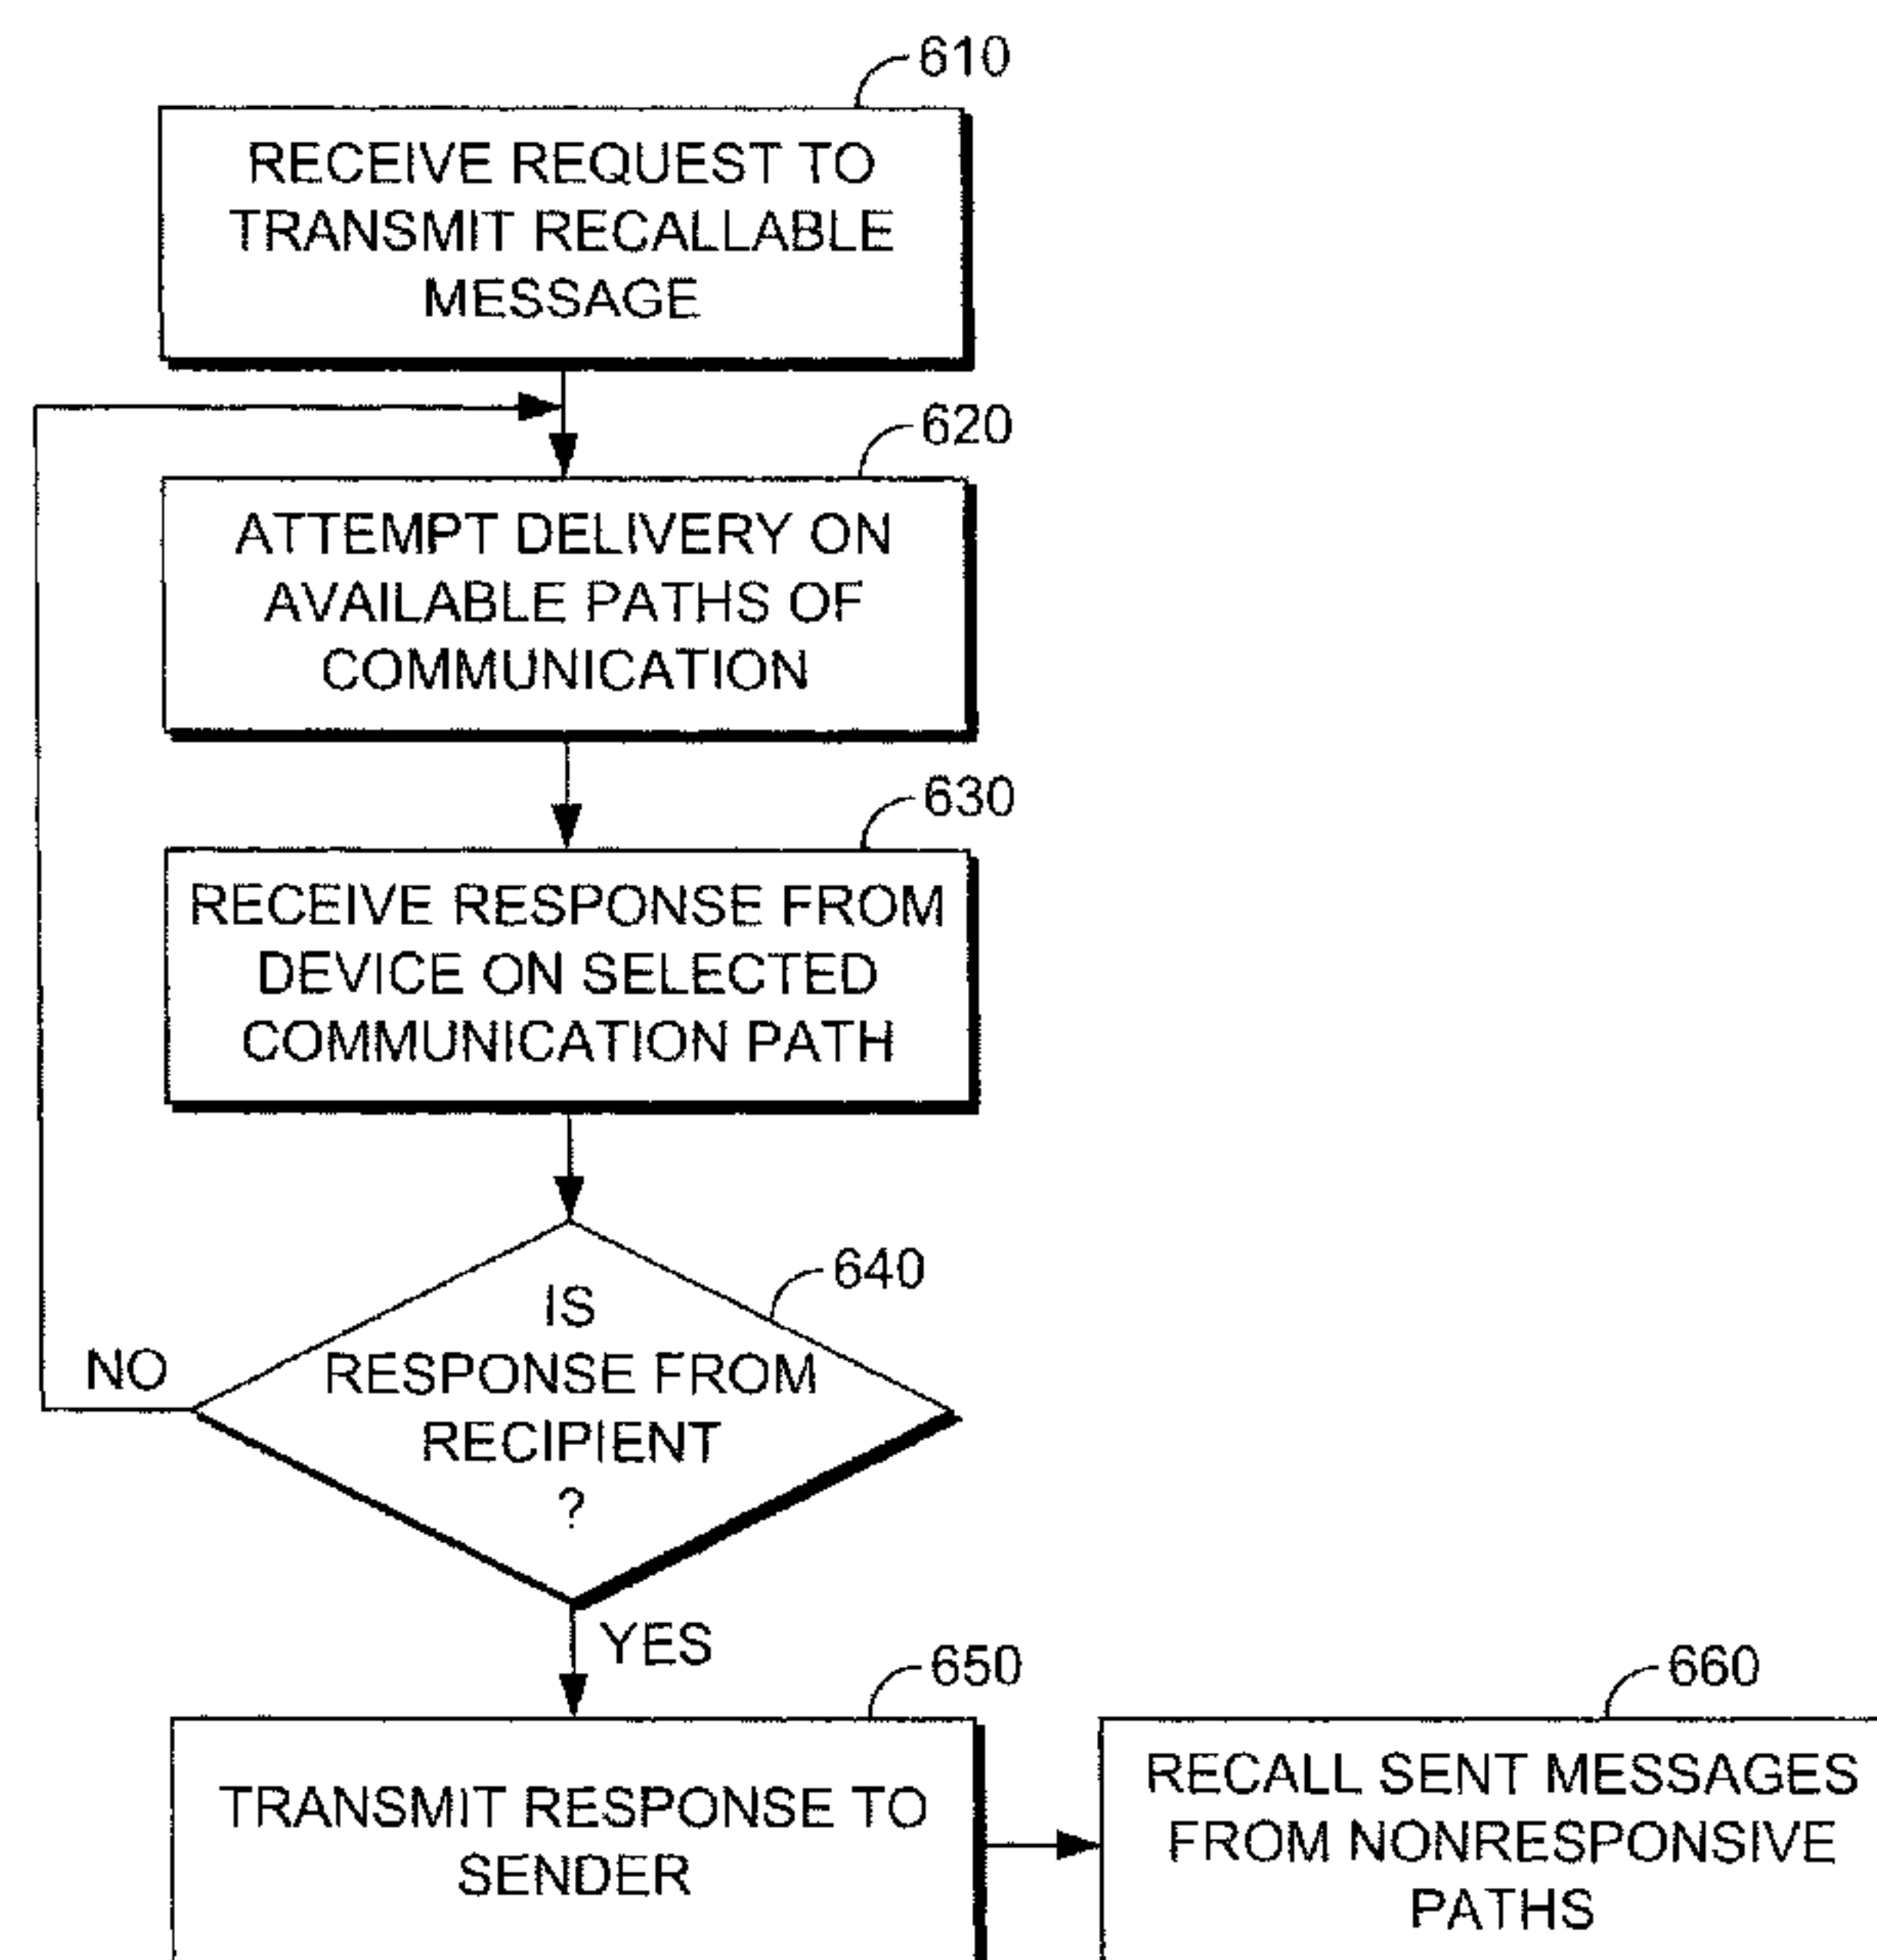 610
RECEIVE REQUEST TO
TRANSMIT RECALLABLE
MESSAGE
620
ATTEMPT DELIVERY ON
AVAILABLE PATHS OF
COMMUNICATION
630
RECEIVE RESPONSE FROM
DEVICE ON SELECTED
COMMUNICATION PATH
640
IS
RESPONSE FROM
RECIPIENT
?
NO
YES
650
TRANSMIT RESPONSE TO
SENDER
660
RECALL SENT MESSAGES
FROM NONRESPONSIVE
PATHS